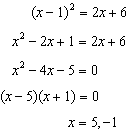 (x−1)² = 2x+6
x²−2x+1 = 2x+6
x²−4x−5 = 0
(x−5)(x+1) = 0
x = 5,−1